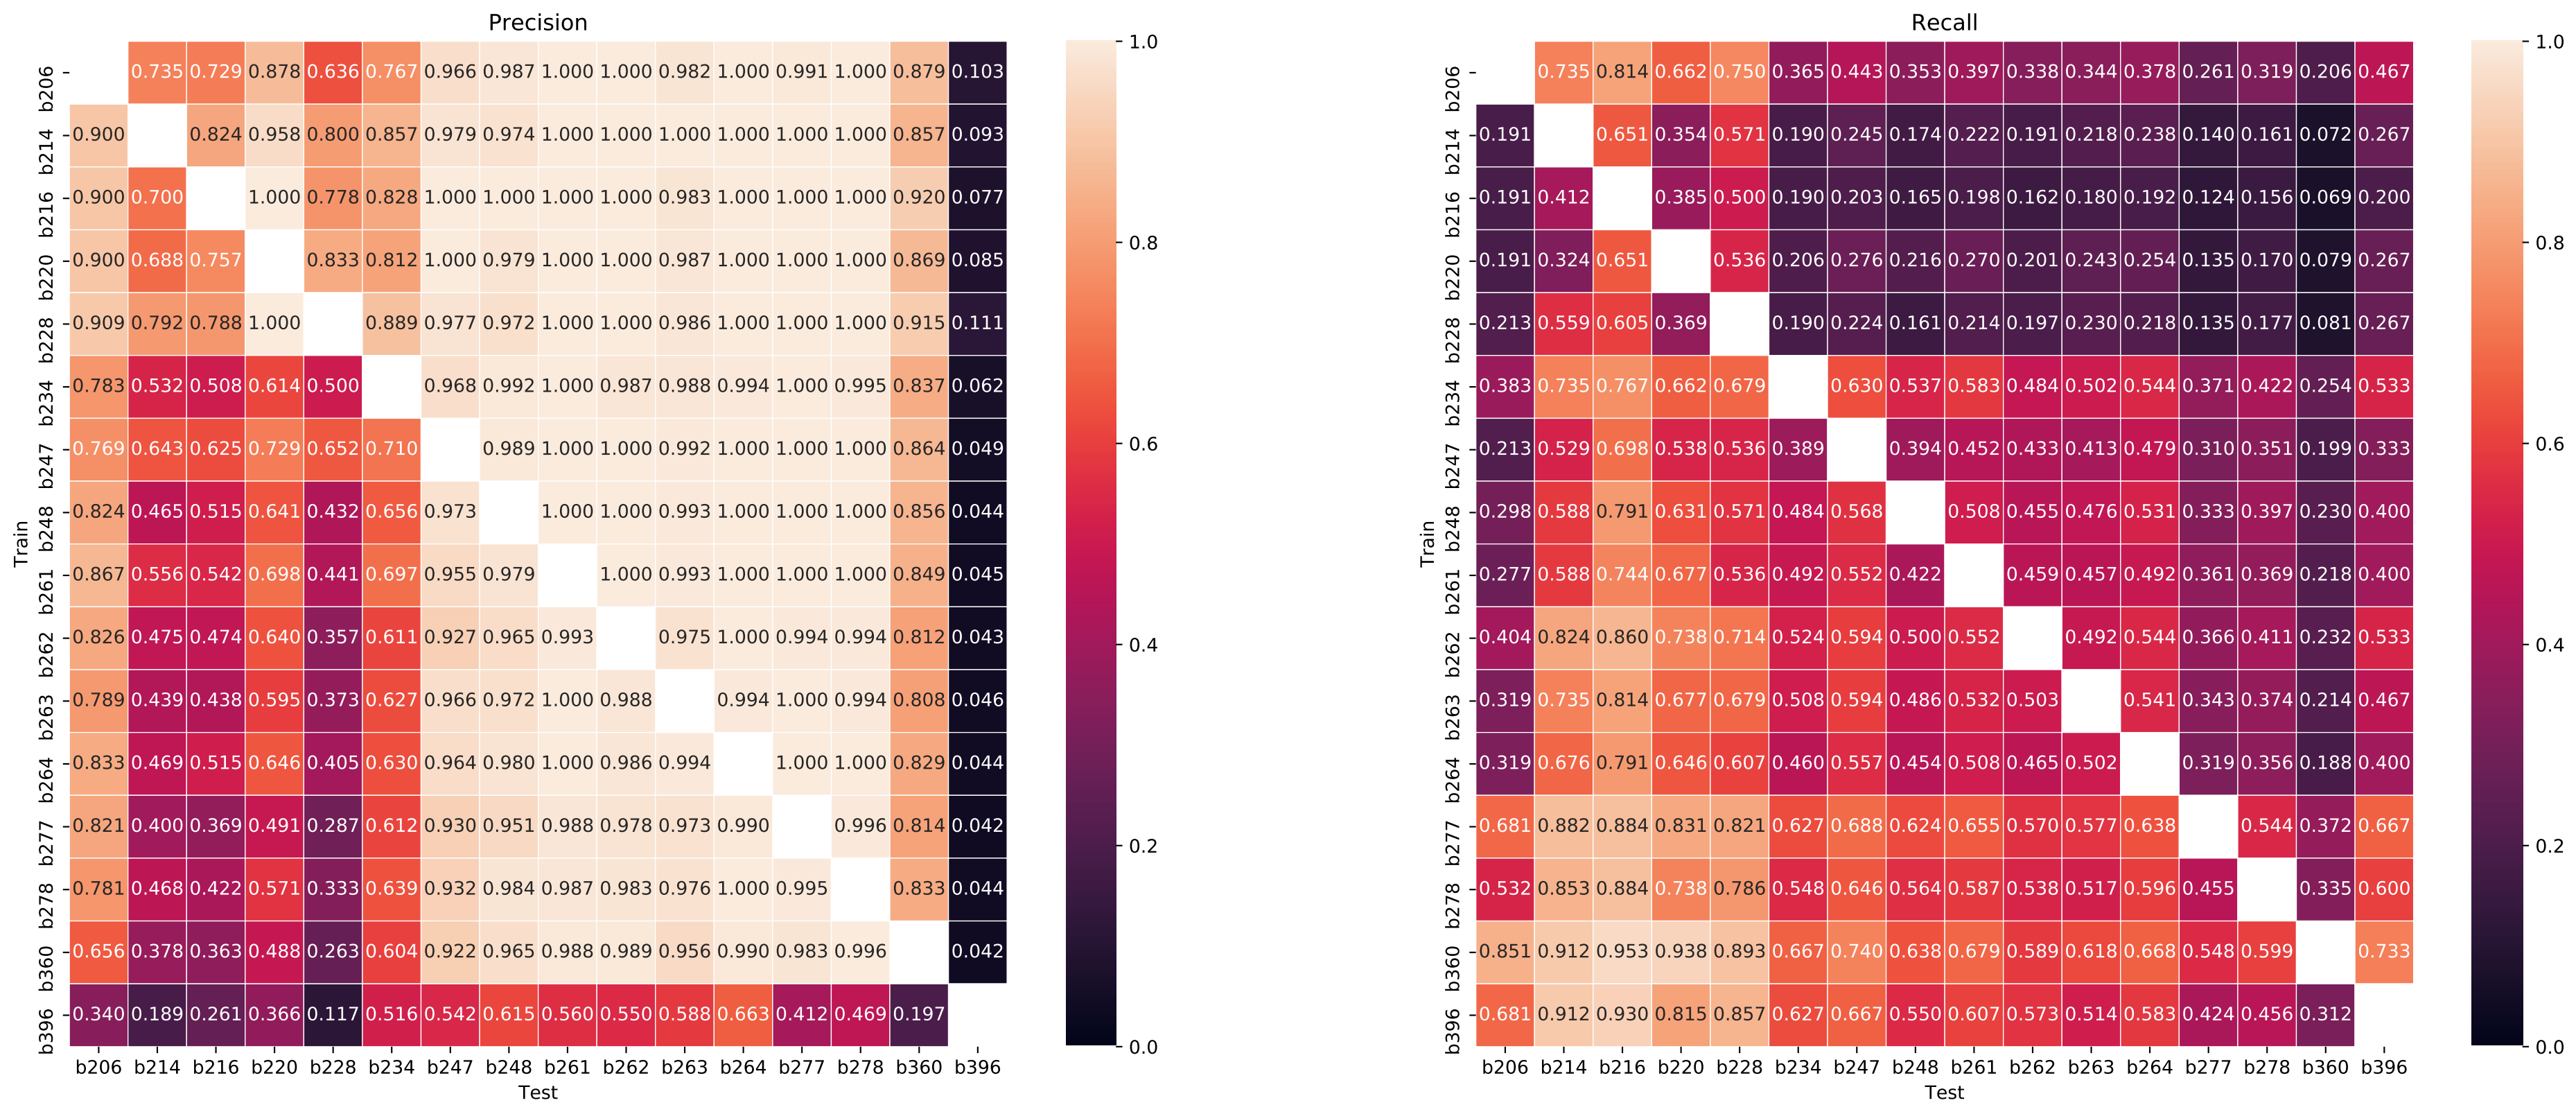 Precision
b206 0.735 0.729 0.878 0.636 0.767 0.966 0.987 1.000 1.000 0.982 1.000 0.991 1.000 0.879 0.103
b214 0.900 0.824 0.958 0.800 0.857 0.979 0.974 1.000 1.000 1.000 1.000 1.000 1.000 0.857 0.093
b216 0.900 0.700 1.000 0.778 0.828 1.000 1.000 1.000 1.000 0.983 1.000 1.000 1.000 0.920 0.077
b220 0.900 0.688 0.757 0.833 0.812 1.000 0.979 1.000 1.000 0.987 1.000 1.000 1.000 0.869 0.085
b228 0.909 0.792 0.788 1.000 0.889 0.977 0.972 1.000 1.000 0.986 1.000 1.000 1.000 0.915 0.111
b234 0.783 0.532 0.508 0.614 0.500 0.968 0.992 1.000 0.987 0.988 0.994 1.000 0.995 0.837 0.062
b247 0.769 0.643 0.625 0.729 0.652 0.710 0.989 1.000 1.000 0.992 1.000 1.000 1.000 0.864 0.049
b248 0.824 0.465 0.515 0.641 0.432 0.656 0.973 1.000 1.000 0.993 1.000 1.000 1.000 0.856 0.044
b261 0.867 0.556 0.542 0.698 0.441 0.697 0.955 0.979 1.000 0.993 1.000 1.000 1.000 0.849 0.045
b262 0.826 0.475 0.474 0.640 0.357 0.611 0.927 0.965 0.993 0.975 1.000 0.994 0.994 0.812 0.043
b263 0.789 0.439 0.438 0.595 0.373 0.627 0.966 0.972 1.000 0.988 0.994 1.000 0.994 0.808 0.046
b264 0.833 0.469 0.515 0.646 0.405 0.630 0.964 0.980 1.000 0.986 0.994 1.000 1.000 0.829 0.044
b277 0.821 0.400 0.369 0.491 0.287 0.612 0.930 0.951 0.988 0.978 0.973 0.990 0.996 0.814 0.042
b278 0.781 0.468 0.422 0.571 0.333 0.639 0.932 0.984 0.987 0.983 0.976 1.000 0.995 0.833 0.044
b360 0.656 0.378 0.363 0.488 0.263 0.604 0.922 0.965 0.988 0.989 0.956 0.990 0.983 0.996 0.042
b396 0.340 0.189 0.261 0.366 0.117 0.516 0.542 0.615 0.560 0.550 0.588 0.663 0.412 0.469 0.197
b206 b214 b216 b220 b228 b234 b247 b248 b261 b262 b263 b264 b277 b278 b360 b396
Test
Train
1.0
0.8
0.6
0.4
0.2
0.0
Recall
b206 0.735 0.814 0.662 0.750 0.365 0.443 0.353 0.397 0.338 0.344 0.378 0.261 0.319 0.206 0.467
b214 0.191 0.651 0.354 0.571 0.190 0.245 0.174 0.222 0.191 0.218 0.238 0.140 0.161 0.072 0.267
b216 0.191 0.412 0.385 0.500 0.190 0.203 0.165 0.198 0.162 0.180 0.192 0.124 0.156 0.069 0.200
b220 0.191 0.324 0.651 0.536 0.206 0.276 0.216 0.270 0.201 0.243 0.254 0.135 0.170 0.079 0.267
b228 0.213 0.559 0.605 0.369 0.190 0.224 0.161 0.214 0.197 0.230 0.218 0.135 0.177 0.081 0.267
b234 0.383 0.735 0.767 0.662 0.679 0.630 0.537 0.583 0.484 0.502 0.544 0.371 0.422 0.254 0.533
b247 0.213 0.529 0.698 0.538 0.536 0.389 0.394 0.452 0.433 0.413 0.479 0.310 0.351 0.199 0.333
b248 0.298 0.588 0.791 0.631 0.571 0.484 0.568 0.508 0.455 0.476 0.531 0.333 0.397 0.230 0.400
b261 0.277 0.588 0.744 0.677 0.536 0.492 0.552 0.422 0.459 0.457 0.492 0.361 0.369 0.218 0.400
b262 0.404 0.824 0.860 0.738 0.714 0.524 0.594 0.500 0.552 0.492 0.544 0.366 0.411 0.232 0.533
b263 0.319 0.735 0.814 0.677 0.679 0.508 0.594 0.486 0.532 0.503 0.541 0.343 0.374 0.214 0.467
b264 0.319 0.676 0.791 0.646 0.607 0.460 0.557 0.454 0.508 0.465 0.502 0.319 0.356 0.188 0.400
b277 0.681 0.882 0.884 0.831 0.821 0.627 0.688 0.624 0.655 0.570 0.577 0.638 0.544 0.372 0.667
b278 0.532 0.853 0.884 0.738 0.786 0.548 0.646 0.564 0.587 0.538 0.517 0.596 0.455 0.335 0.600
b360 0.851 0.912 0.953 0.938 0.893 0.667 0.740 0.638 0.679 0.589 0.618 0.668 0.548 0.599 0.733
b396 0.681 0.912 0.930 0.815 0.857 0.627 0.667 0.550 0.607 0.573 0.514 0.583 0.424 0.456 0.312
b206 b214 b216 b220 b228 b234 b247 b248 b261 b262 b263 b264 b277 b278 b360 b396
Test
Train
1.0
0.8
0.6
0.4
0.2
0.0